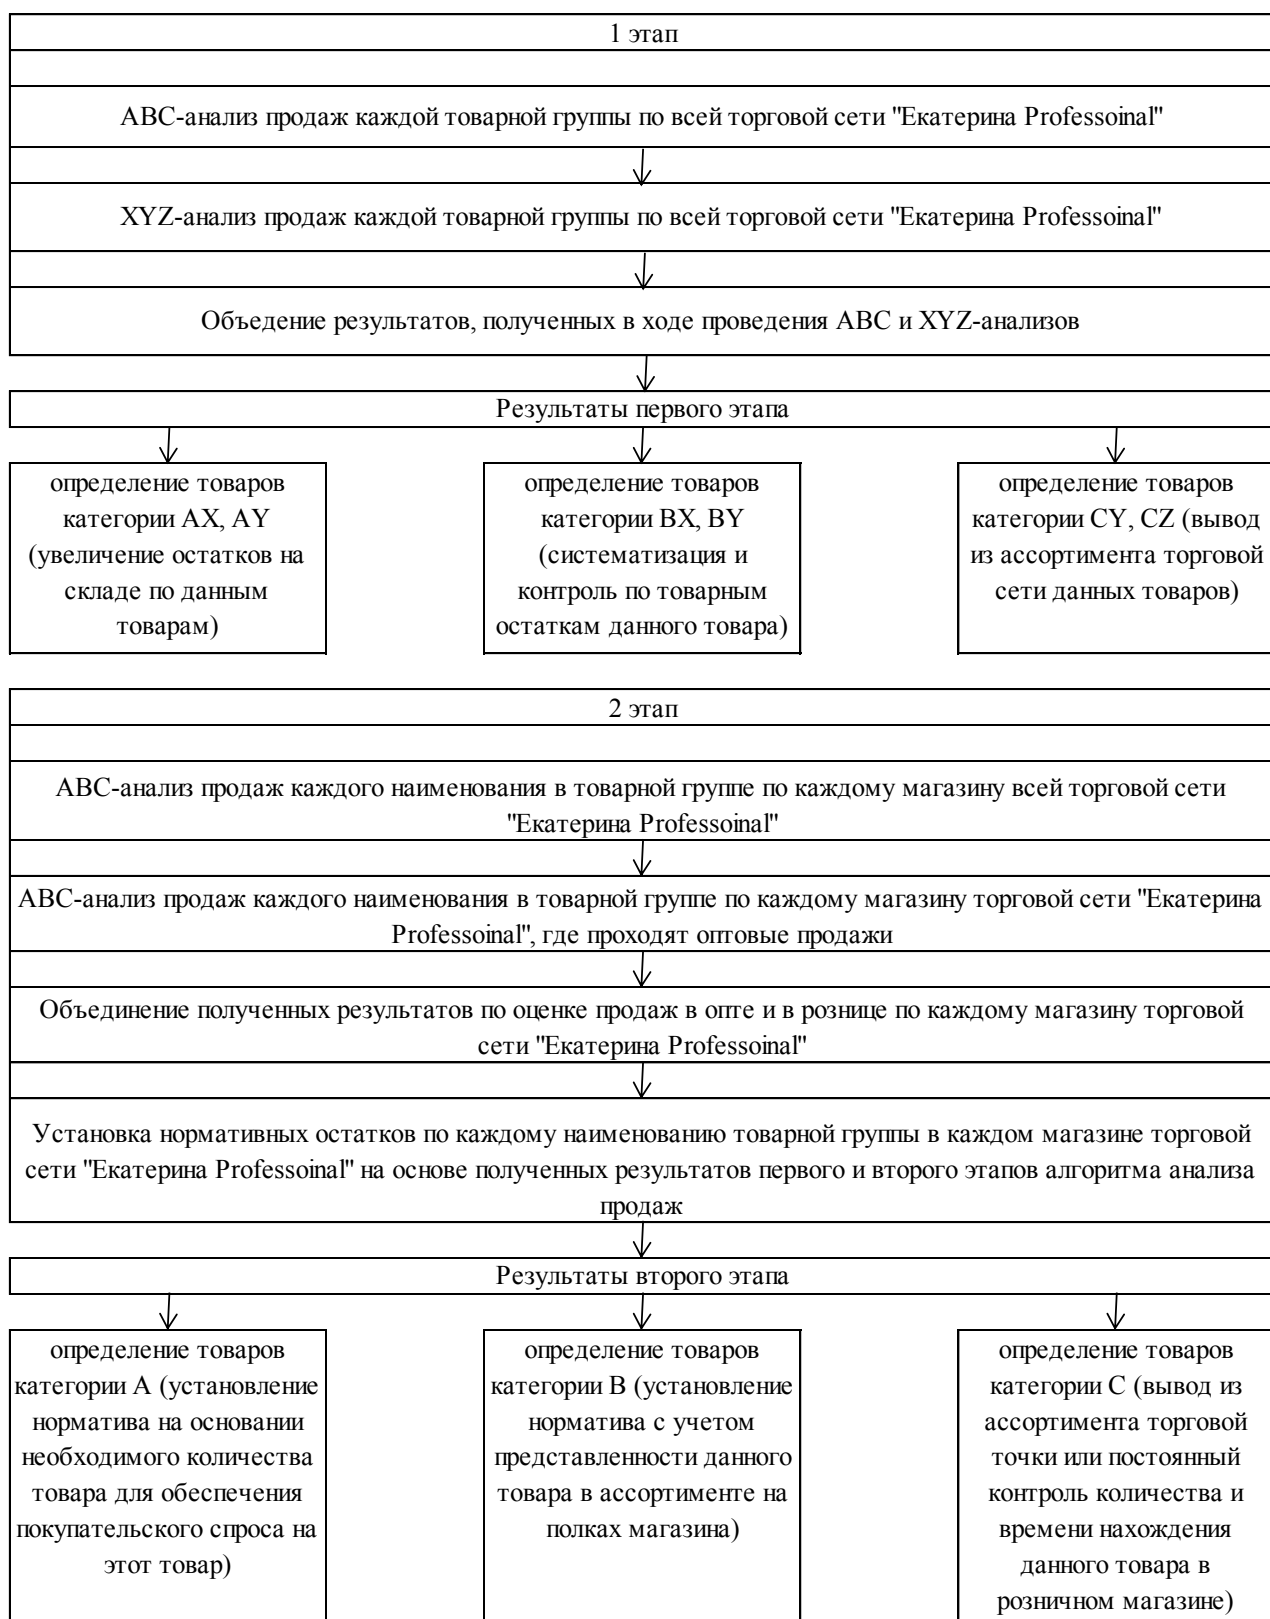 1 этап
АВС-анализ продаж каждой товарной группы по всей торговой сети "Екатерина Professoinal"
XYZ-анализ продаж каждой товарной группы по всей торговой сети "Екатерина Professoinal"
Объедение результатов, полученных в ходе проведения АВС и XYZ-анализов
Результаты первого этапа
определение товаров
категории AX, AY
(увеличение остатков на
складе по данным
товарам)
определение товаров
категории BX, BY
(систематизация и
контроль по товарным
остаткам данного товара)
определение товаров
категории CY, CZ (вывод
из ассортимента торговой
сети данных товаров)
2 этап
АВС-анализ продаж каждого наименования в товарной группе по каждому магазину всей торговой сети
"Екатерина Professoinal"
АВС-анализ продаж каждого наименования в товарной группе по каждому магазину торговой сети "Екатерина
Professoinal", где проходят оптовые продажи
Объединение полученных результатов по оценке продаж в опте и в рознице по каждому магазину торговой
сети "Екатерина Professoinal"
Установка нормативных остатков по каждому наименованию товарной группы в каждом магазине торговой
сети "Екатерина Professoinal" на основе полученных результатов первого и второго этапов алгоритма анализа
продаж
Результаты второго этапа
определение товаров
категории А (установление
норматива на основании
необходимого количества
товара для обеспечения
покупательского спроса на
этот товар)
определение товаров
категории В (установление
норматива с учетом
представленности данного
товара в ассортименте на
полках магазина)
определение товаров
категории С (вывод из
ассортимента торговой
точки или постоянный
контроль количества и
времени нахождения
данного товара в
розничном магазине)